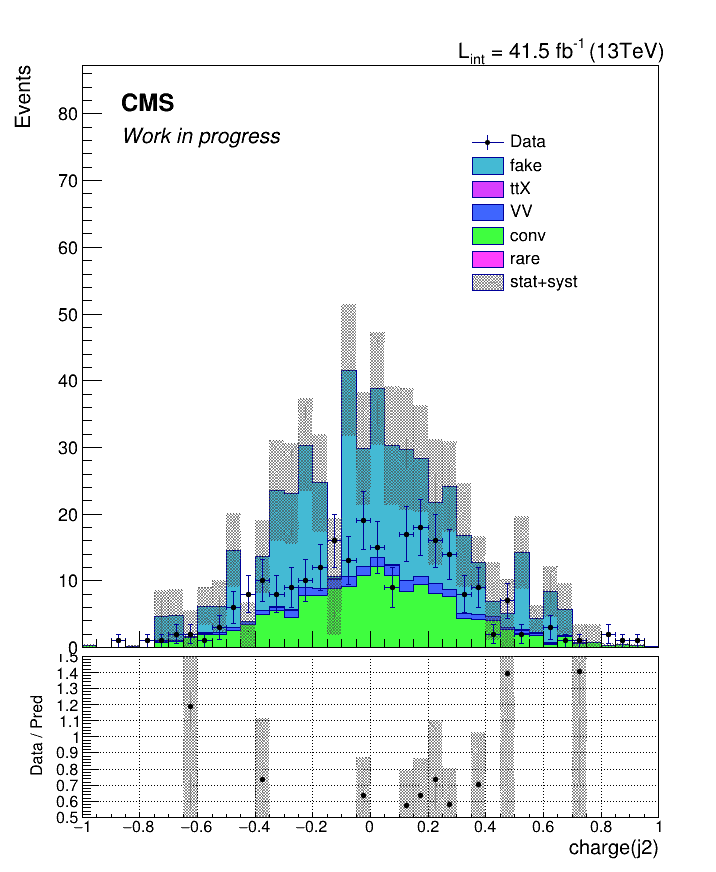 L_int = 41.5 fb^-1 (13TeV)
Events
CMS
Work in progress
Data
fake
ttX
VV
conv
rare
stat+syst
80
70
60
50
40
30
20
10
0
Data / Pred
1.5
1.4
1.3
1.2
1.1
1
0.9
0.8
0.7
0.6
0.5
−1 −0.8 −0.6 −0.4 −0.2 0 0.2 0.4 0.6 0.8 1
charge(j2)